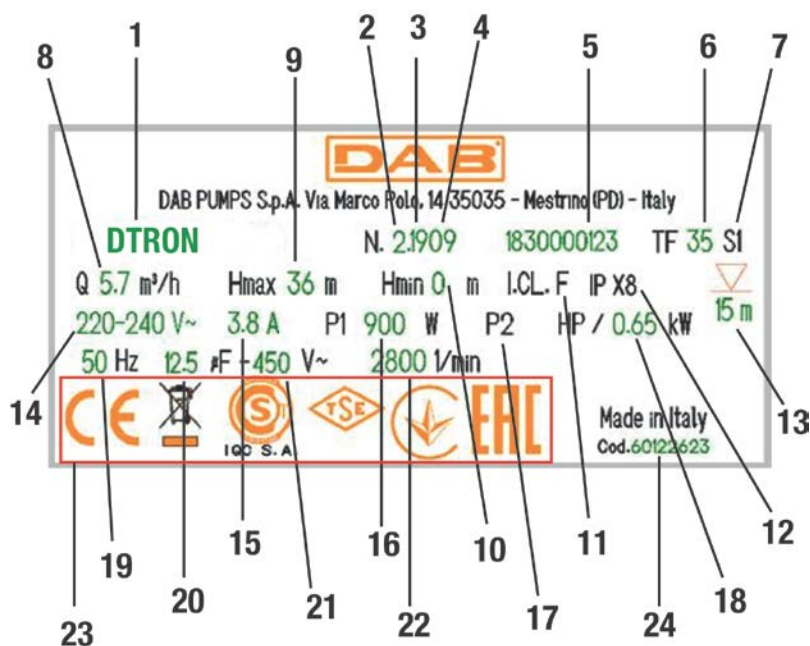 1 2 3 4 5 6 7
8 9
DAB
DAB PUMPS S.p.A. Via Marco Polo, 14 35035 - Mestrino (PD) - Italy
DTRON N. 2.1909 1830000123 TF 35 S1
Q 5.7 m³/h Hmax 36 m Hmin 0 m I.CL. F IP X8
15 m
220-240 V~ 3.8 A P1 900 W P2 HP / 0.65 kW
50 Hz 12.5 µF - 450 V~ 2800 1/min
14 13
CE S TSE EAC
IQC S.A.
Made in Italy
Cod.60122623
19 20 15 21 16 22 10 17 11 18 12
23 24